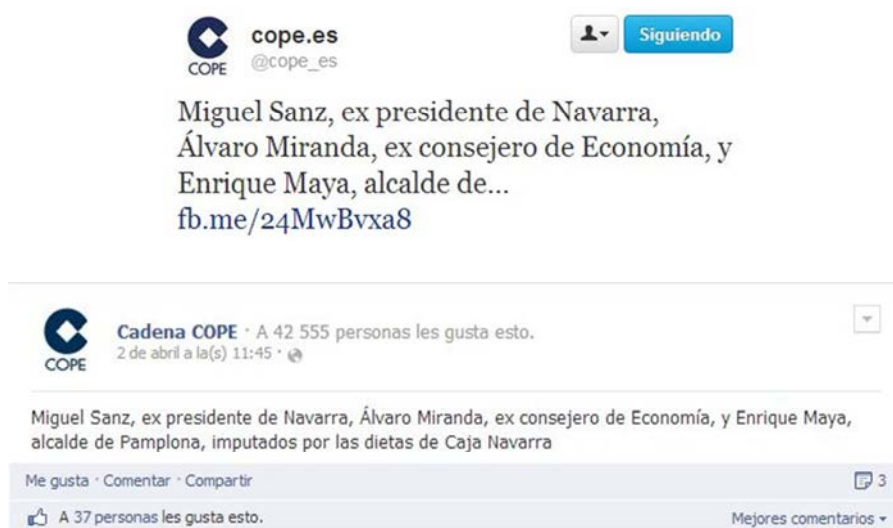 cope.es
Siguiendo
COPE
@cope_es
Miguel Sanz, ex presidente de Navarra,
Álvaro Miranda, ex consejero de Economía, y
Enrique Maya, alcalde de...
fb.me/24MwBvxa8
Cadena COPE · A 42 555 personas les gusta esto.
2 de abril a la(s) 11:45 ·
COPE
Miguel Sanz, ex presidente de Navarra, Álvaro Miranda, ex consejero de Economía, y Enrique Maya,
alcalde de Pamplona, imputados por las dietas de Caja Navarra
Me gusta · Comentar · Compartir 3
A 37 personas les gusta esto. Mejores comentarios